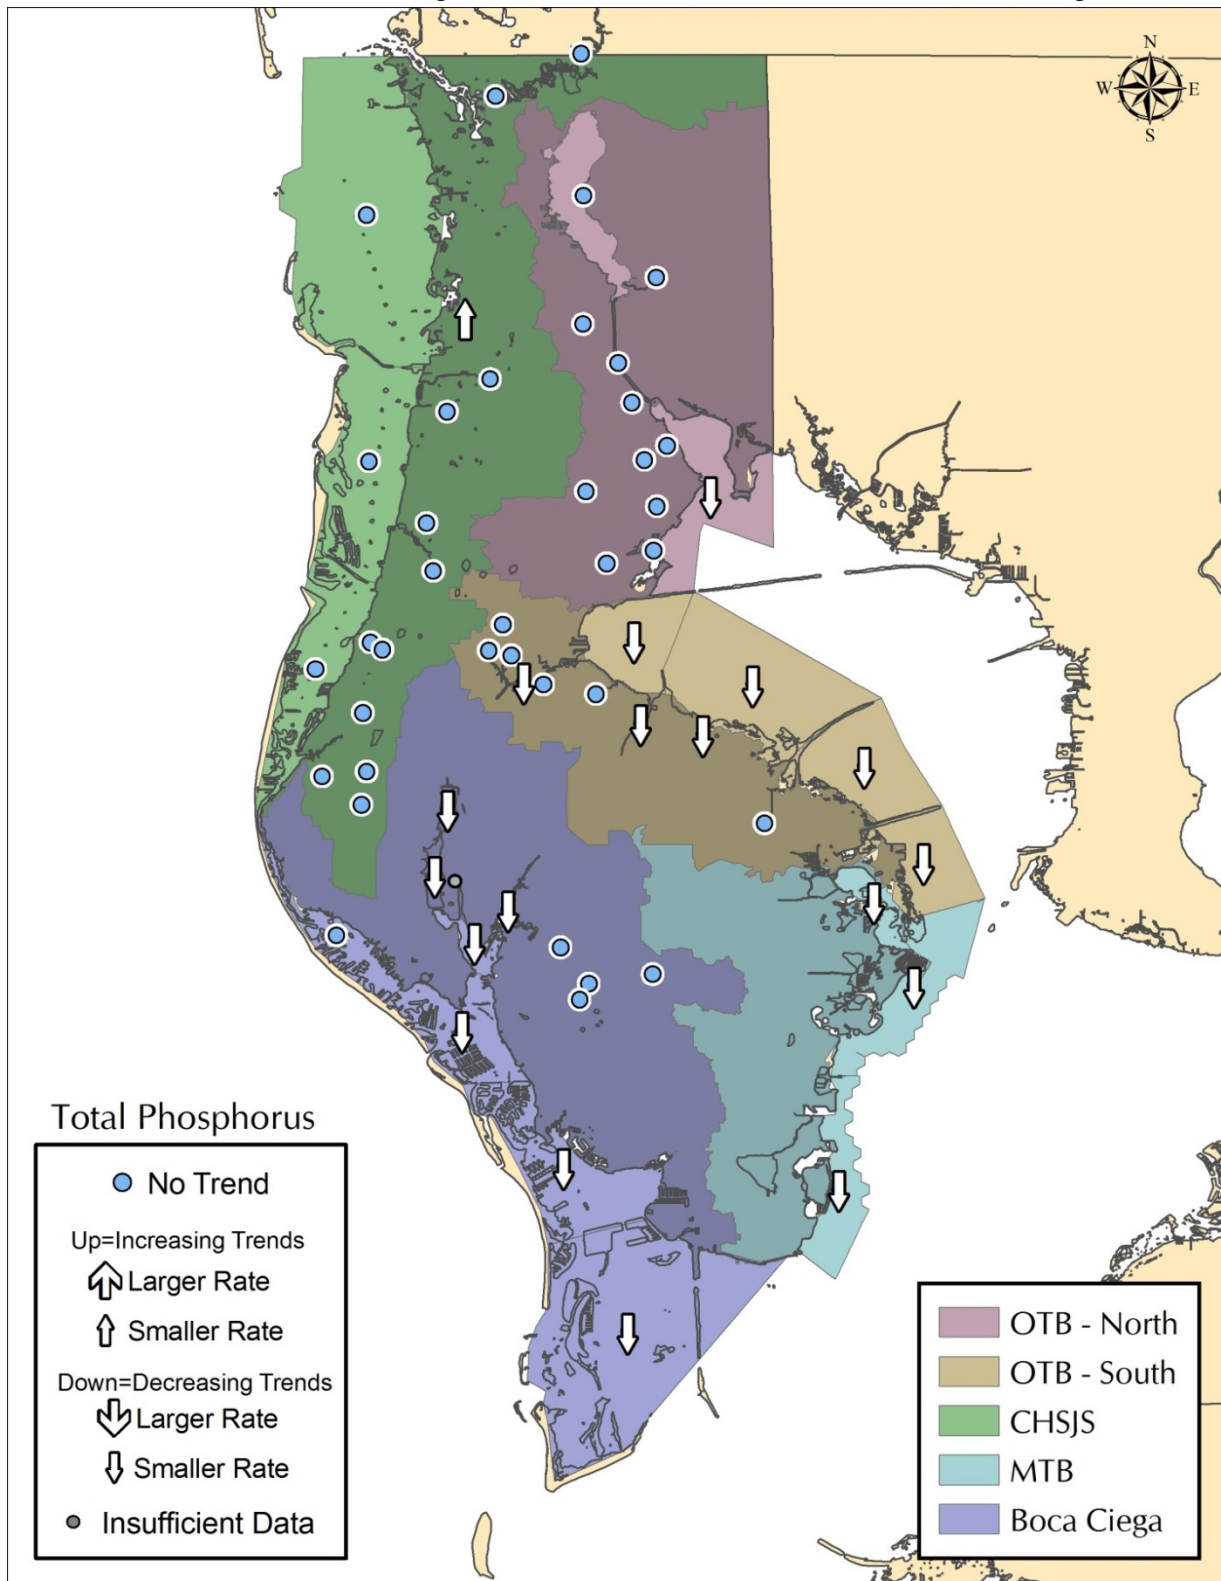 N
W E
S
Total Phosphorus
No Trend
Up=Increasing Trends
Larger Rate
Smaller Rate
Down=Decreasing Trends
Larger Rate
Smaller Rate
Insufficient Data
OTB - North
OTB - South
CHSJS
MTB
Boca Ciega